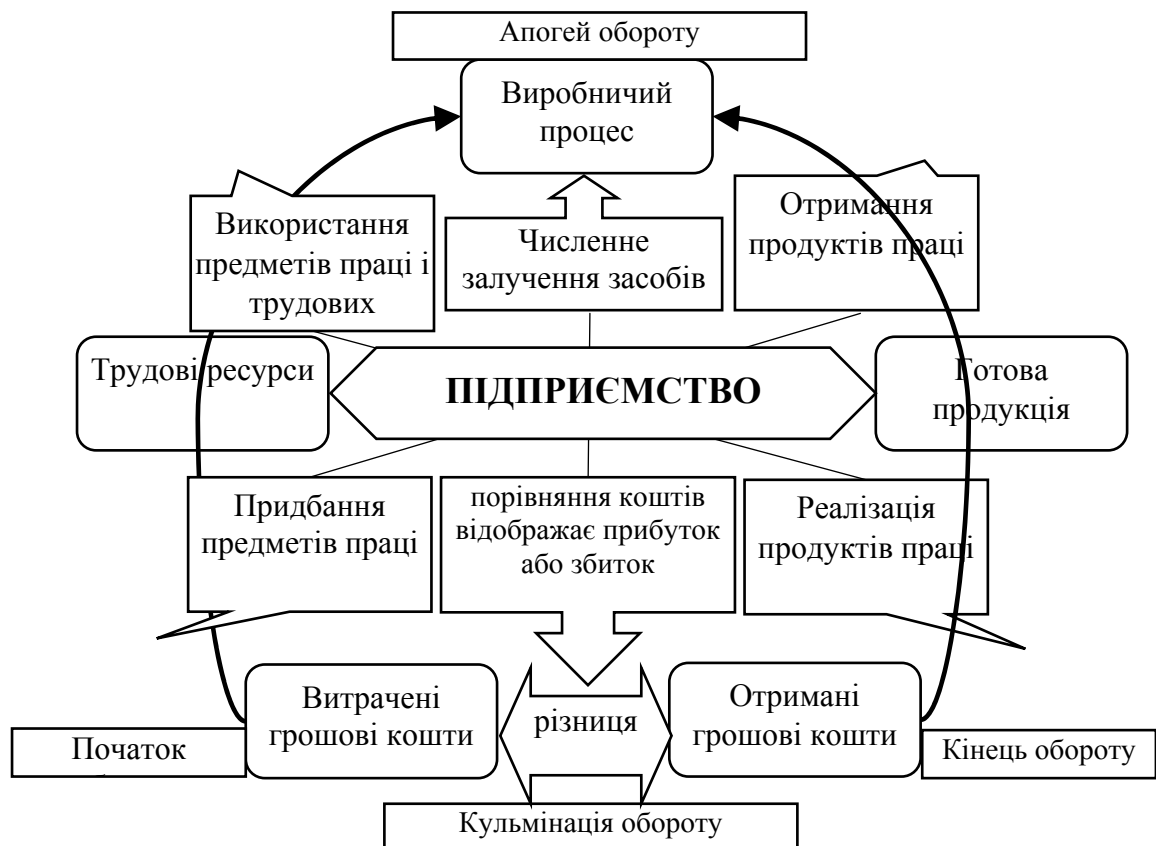 Апогей обороту
Виробничий
процес
Використання
предметів праці і
трудових
Численне
залучення засобів
Отримання
продуктів праці
Трудові ресурси
ПІДПРИЄМСТВО
Готова
продукція
Придбання
предметів праці
порівняння коштів
відображає прибуток
або збиток
Реалізація
продуктів праці
Витрачені
грошові кошти
різниця
Отримані
грошові кошти
Початок
Кінець обороту
Кульмінація обороту